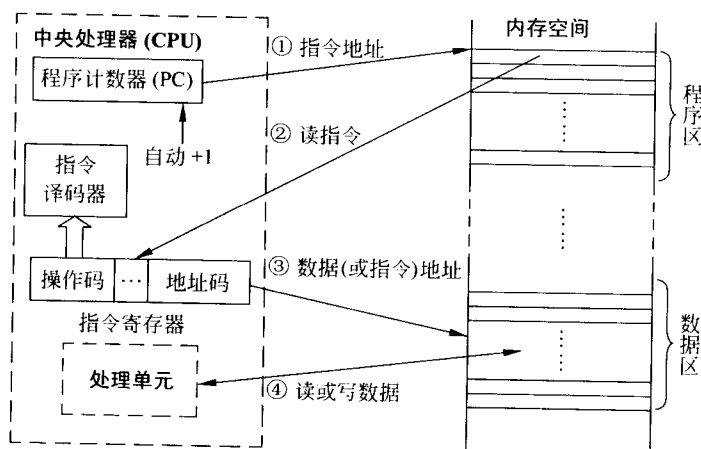 中央处理器 (CPU)
程序计数器 (PC)
自动 +1
指令
译码器
操作码 … 地址码
指令寄存器
处理单元
① 指令地址
② 读指令
③ 数据(或指令)地址
④ 读或写数据
内存空间
程序区
数据区